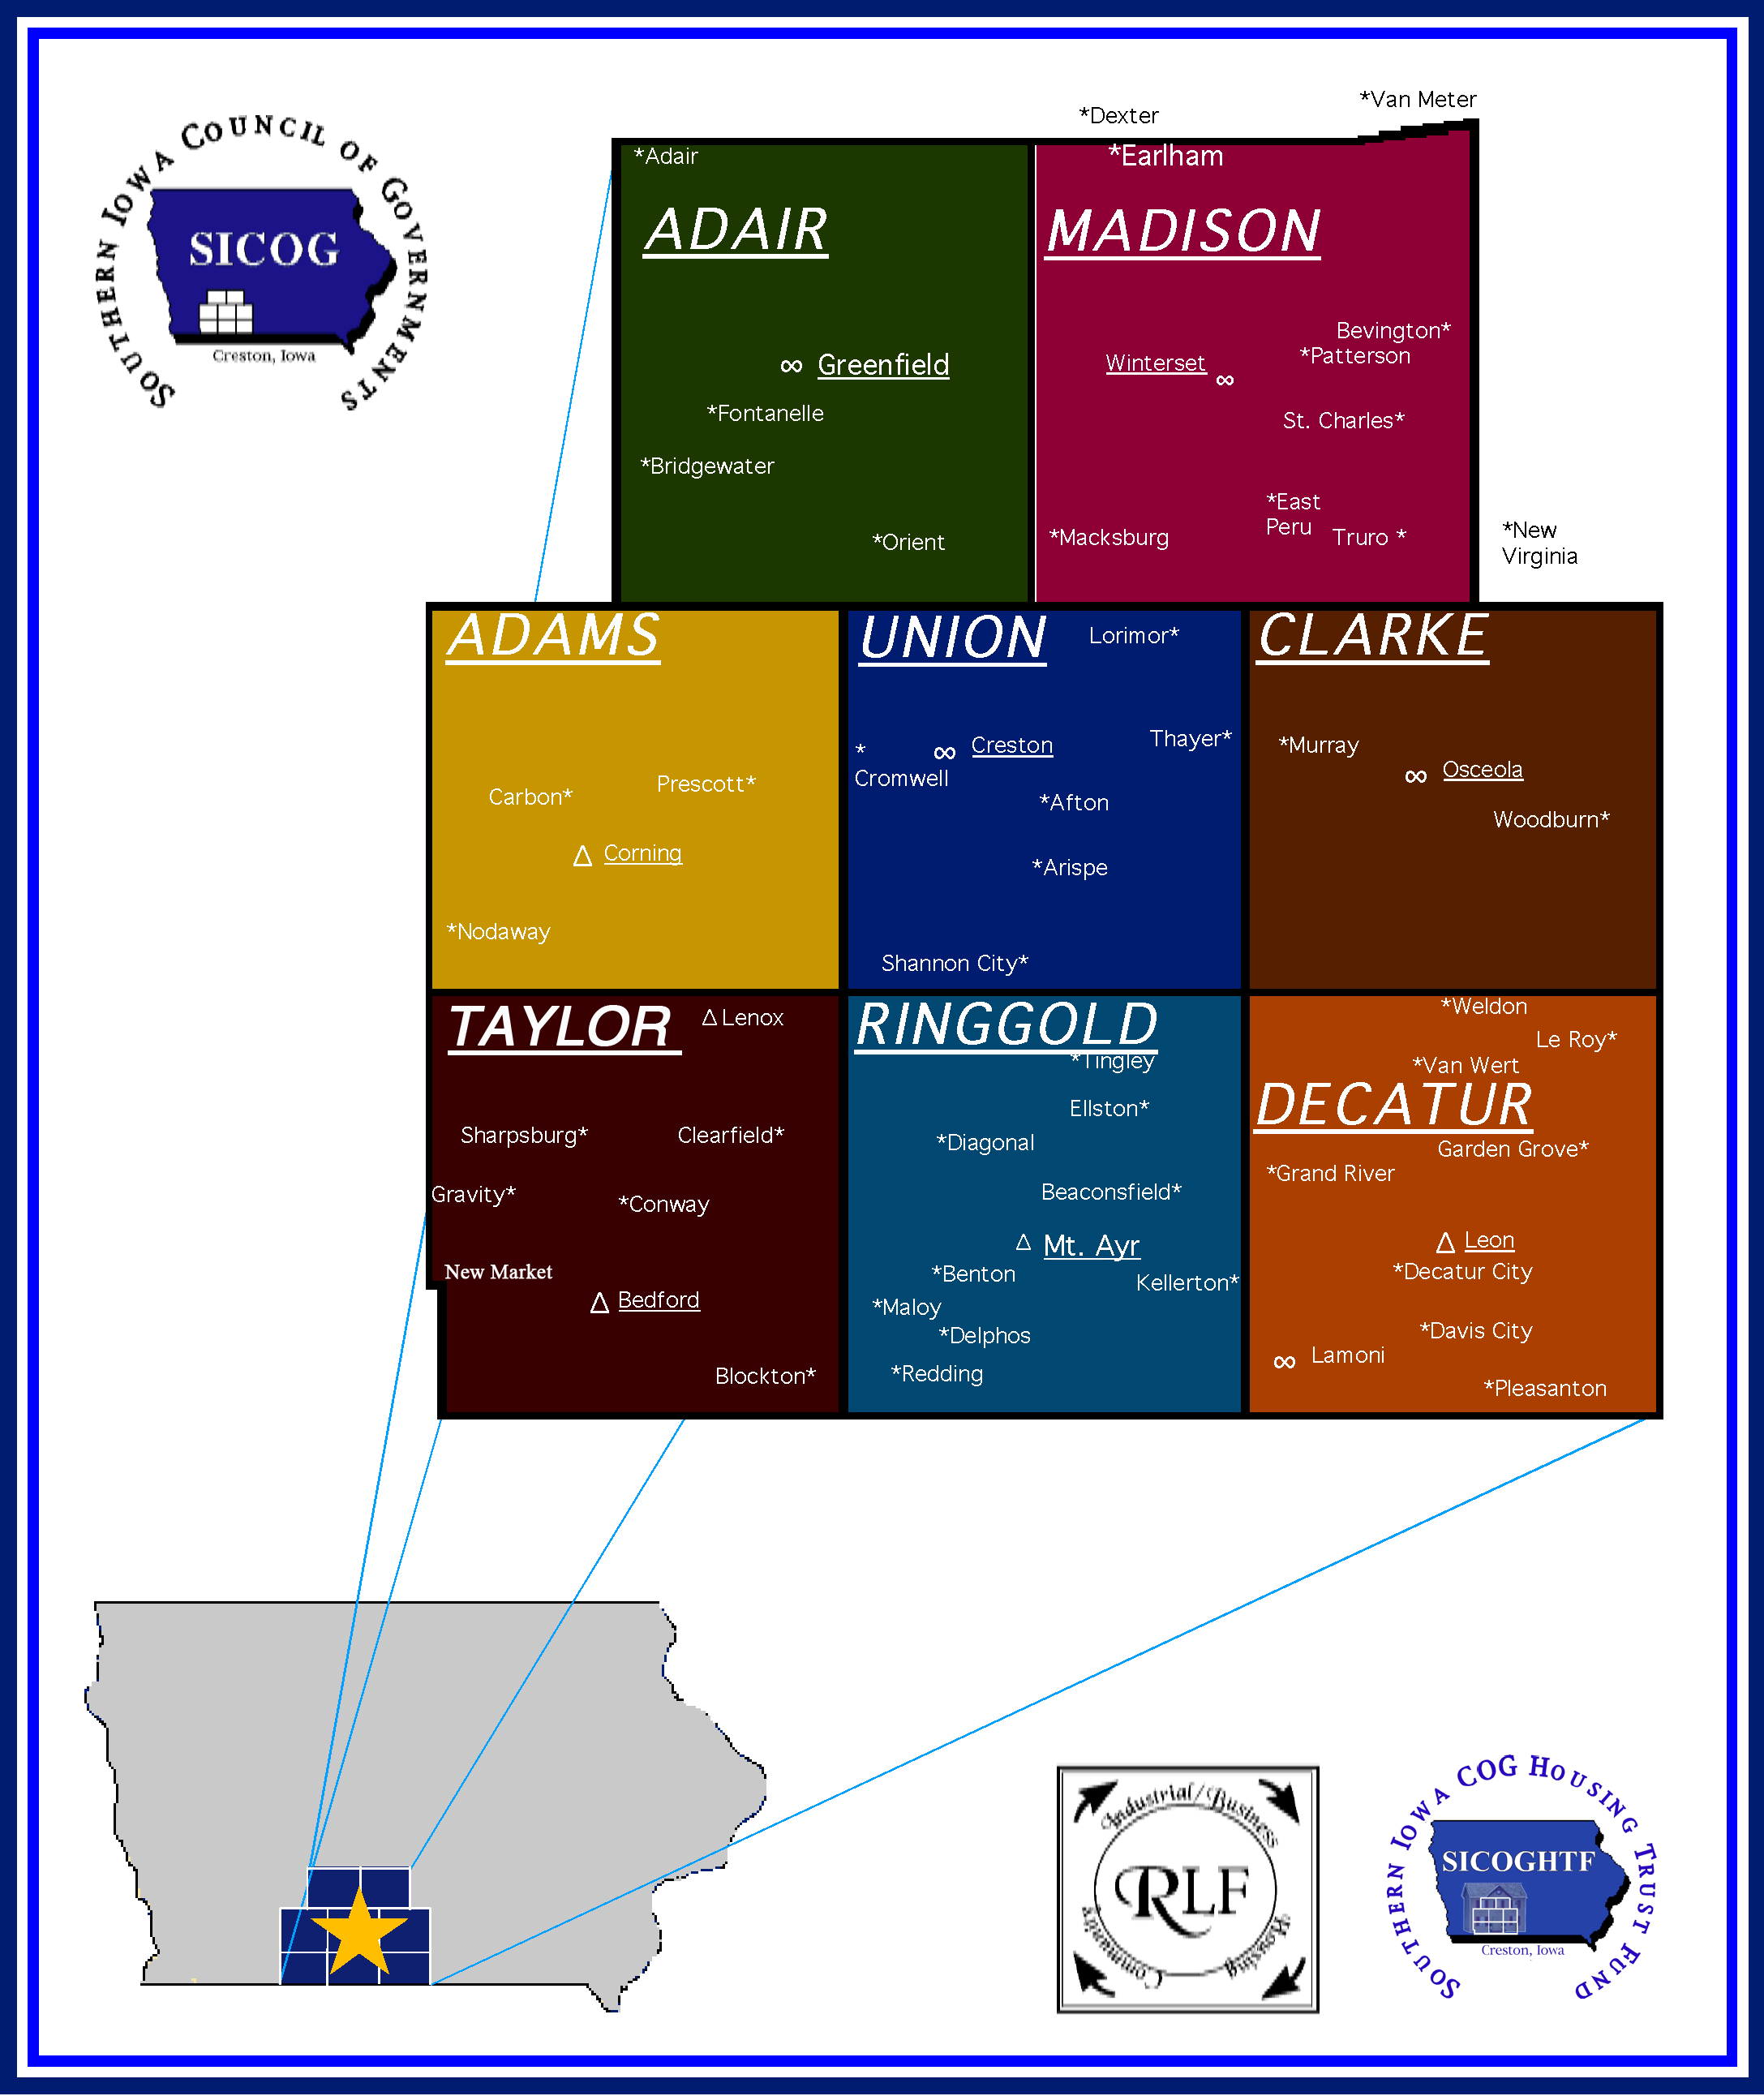 SOUTHERN IOWA COUNCIL OF GOVERNMENTS
SICOG
Creston, Iowa
*Dexter
*Van Meter
*Adair
*Earlham
ADAIR
MADISON
Bevington*
*Patterson
∞ Greenfield
Winterset ∞
*Fontanelle
St. Charles*
*Bridgewater
*East
Peru
*Orient
*Macksburg
Truro *
*New
Virginia
ADAMS
UNION
Lorimor*
CLARKE
*
Cromwell
∞ Creston
Thayer*
*Murray
∞ Osceola
Carbon*
Prescott*
*Afton
Woodburn*
Δ Corning
*Arispe
*Nodaway
Shannon City*
TAYLOR
Δ Lenox
RINGGOLD
*Tingley
*Weldon
Le Roy*
*Van Wert
DECATUR
Sharpsburg*
Clearfield*
Ellston*
*Diagonal
Garden Grove*
*Grand River
Gravity*
*Conway
Beaconsfield*
Δ Mt. Ayr
Δ Leon
New Market
*Benton
Kellerton*
*Decatur City
Δ Bedford
*Maloy
*Delphos
*Davis City
∞ Lamoni
Blockton*
*Redding
*Pleasanton
Industrial/Business
RLF
Community
Housing
SOUTHERN IOWA COG HOUSING TRUST FUND
SICOGHTF
Creston, Iowa